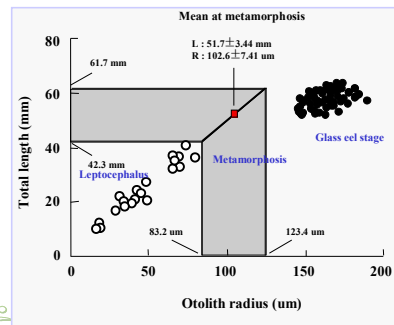 Mean at metamorphosis
L : 51.7±3.44 mm
R : 102.6±7.41 um
80
61.7 mm
60
Glass eel stage
Total length (mm)
40
Metamorphosis
42.3 mm
Leptocephalus
20
83.2 um
123.4 um
0
0
50
100
150
200
Otolith radius (um)